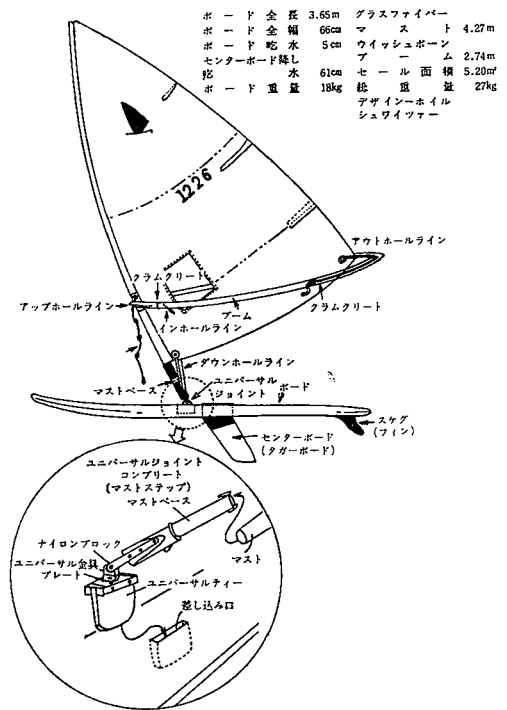 ボード全長 3.65m
ボード全幅 66cm
ボード吃水 5cm
センターボード降し
吃水 61cm
ボード重量 18kg
グラスファイバー
マスト 4.27m
ウイッシュボーン
ブーム 2.74m
セール面積 5.20m²
総重量 27kg
デザイン−ホイル
シュワイツァー
1226
アウトホールライン
クラムクリート
アップホールライン
ブーム
クラムクリート
インホールライン
ダウンホールライン
マストベース
ユニバーサル
ジョイント
ボード
スケグ
(フィン)
センターボード
(タガーボード)
ユニバーサルジョイント
コンプリート
(マストステップ)
マストベース
ナイロンブロック
マスト
ユニバーサル金具
プレート
ユニバーサルティー
差し込み口